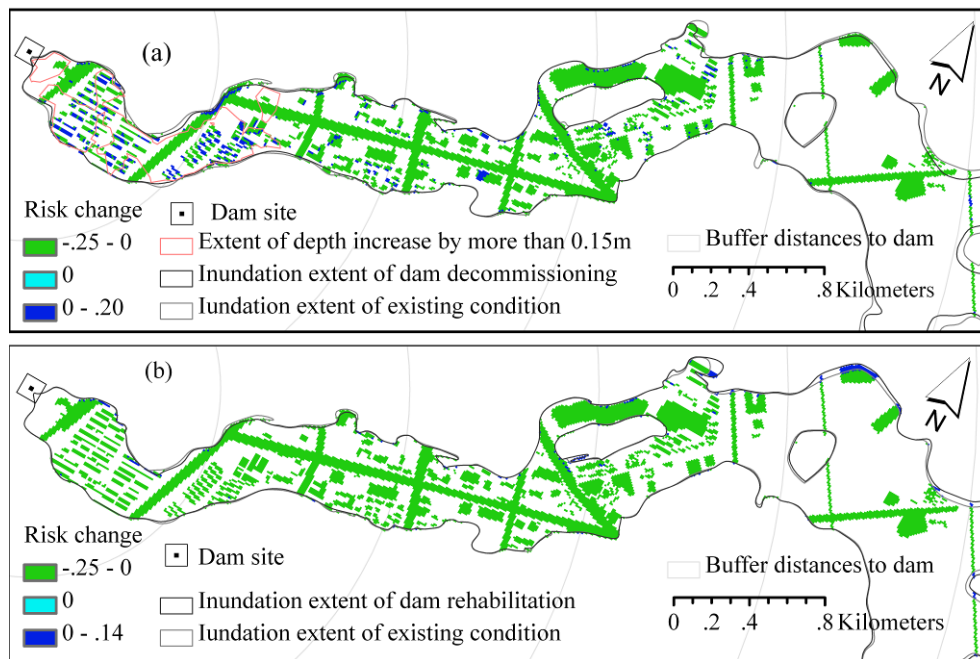 (a)
N
Risk change
-.25 - 0
0
0 - .20
Dam site
Extent of depth increase by more than 0.15m
Inundation extent of dam decommissioning
Iundation extent of existing condition
Buffer distances to dam
0 .2 .4 .8 Kilometers
(b)
N
Risk change
-.25 - 0
0
0 - .14
Dam site
Inundation extent of dam rehabilitation
Iundation extent of existing condition
Buffer distances to dam
0 .2 .4 .8 Kilometers